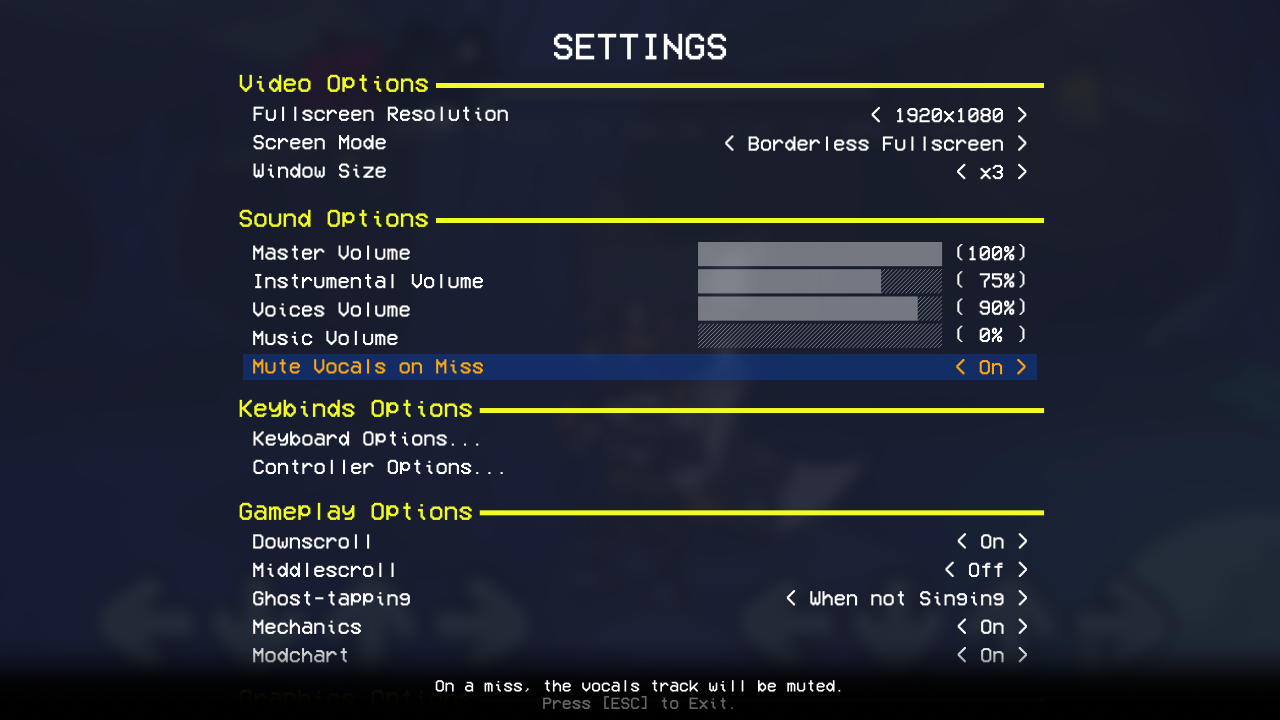 SETTINGS
Video Options
Fullscreen Resolution < 1920x1080 >
Screen Mode < Borderless Fullscreen >
Window Size < x3 >
Sound Options
Master Volume (100%)
Instrumental Volume ( 75%)
Voices Volume ( 90%)
Music Volume ( 0% )
Mute Vocals on Miss < On >
Keybinds Options
Keyboard Options...
Controller Options...
Gameplay Options
Downscroll < On >
Middlescroll < Off >
Ghost-tapping < When not Singing >
Mechanics < On >
Modchart < On >
Graphics Options
On a miss, the vocals track will be muted.
Press [ESC] to Exit.